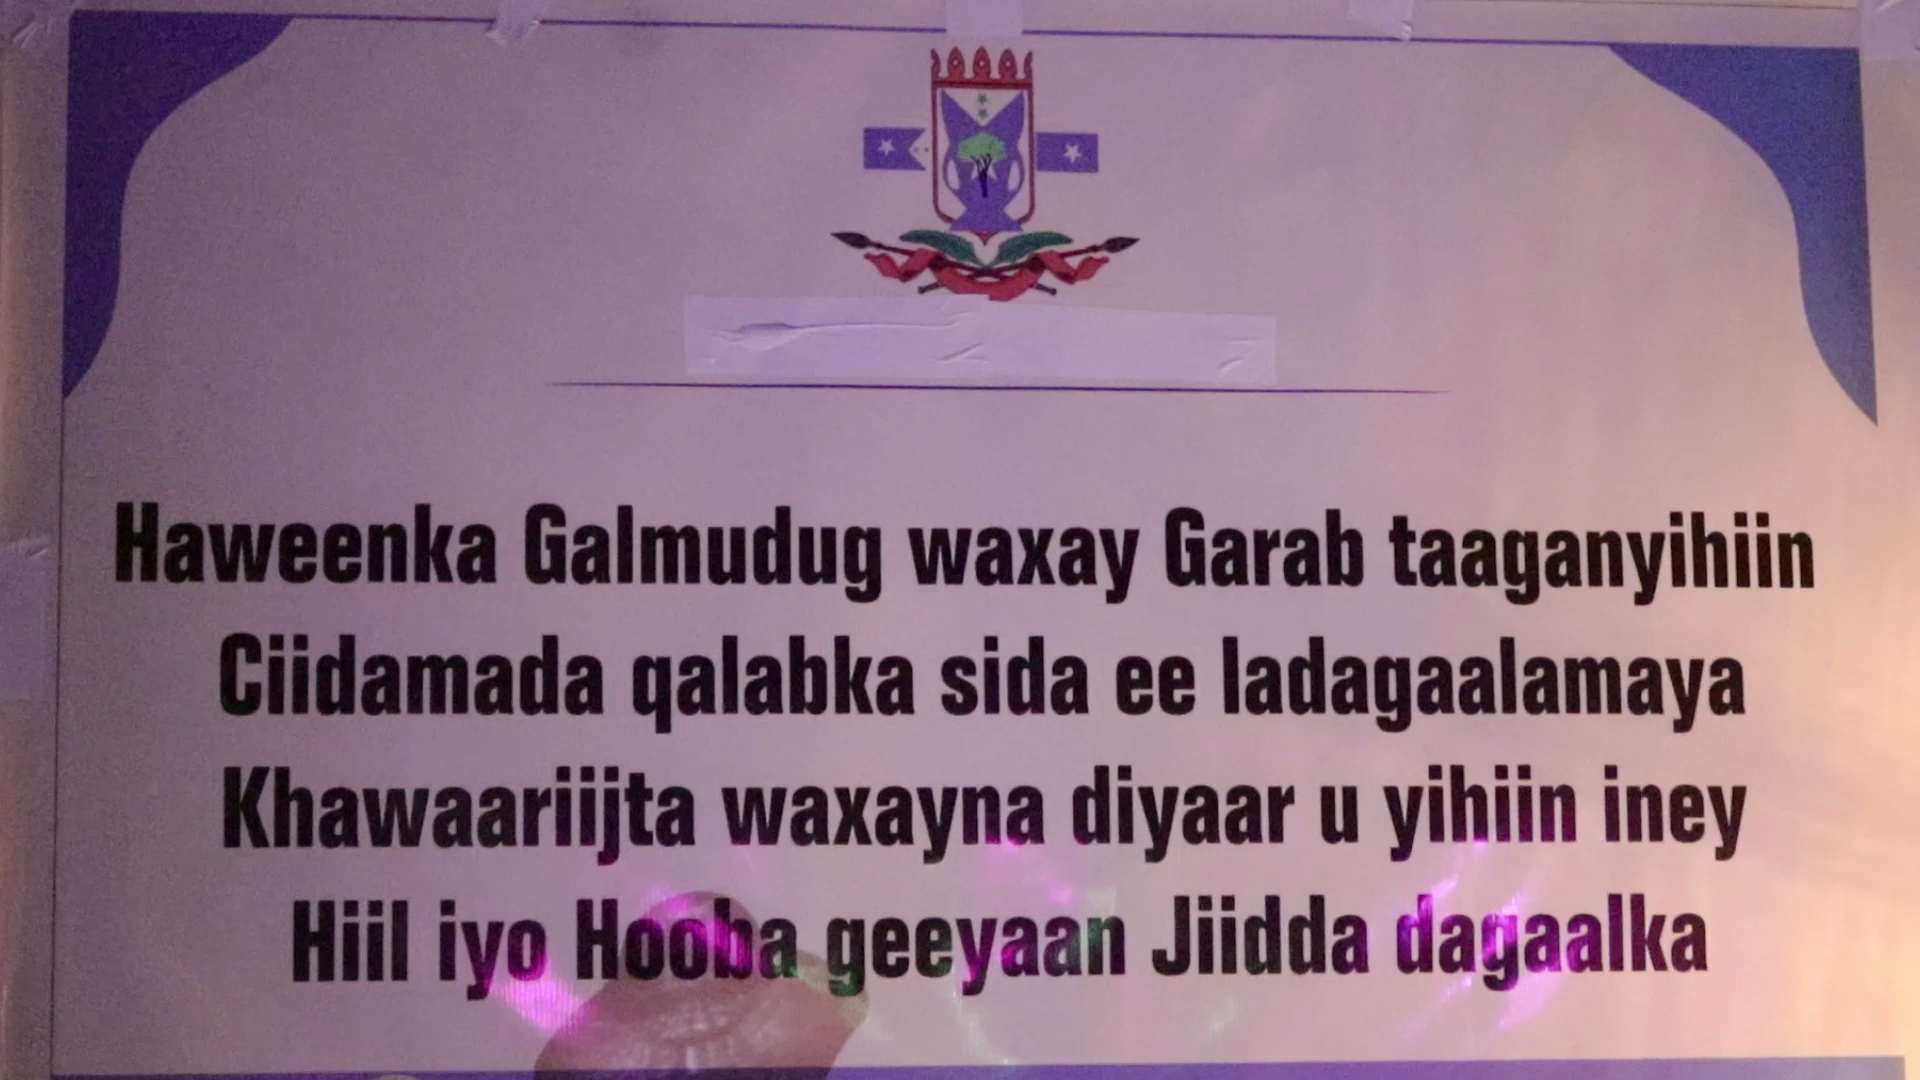 Haweenka Galmudug waxay Garab taaganyihiin
Ciidamada qalabka sida ee ladagaalamaya
Khawaariijta waxayna diyaar u yihiin iney
Hiil iyo Hooba geeyaan Jiidda dagaalka